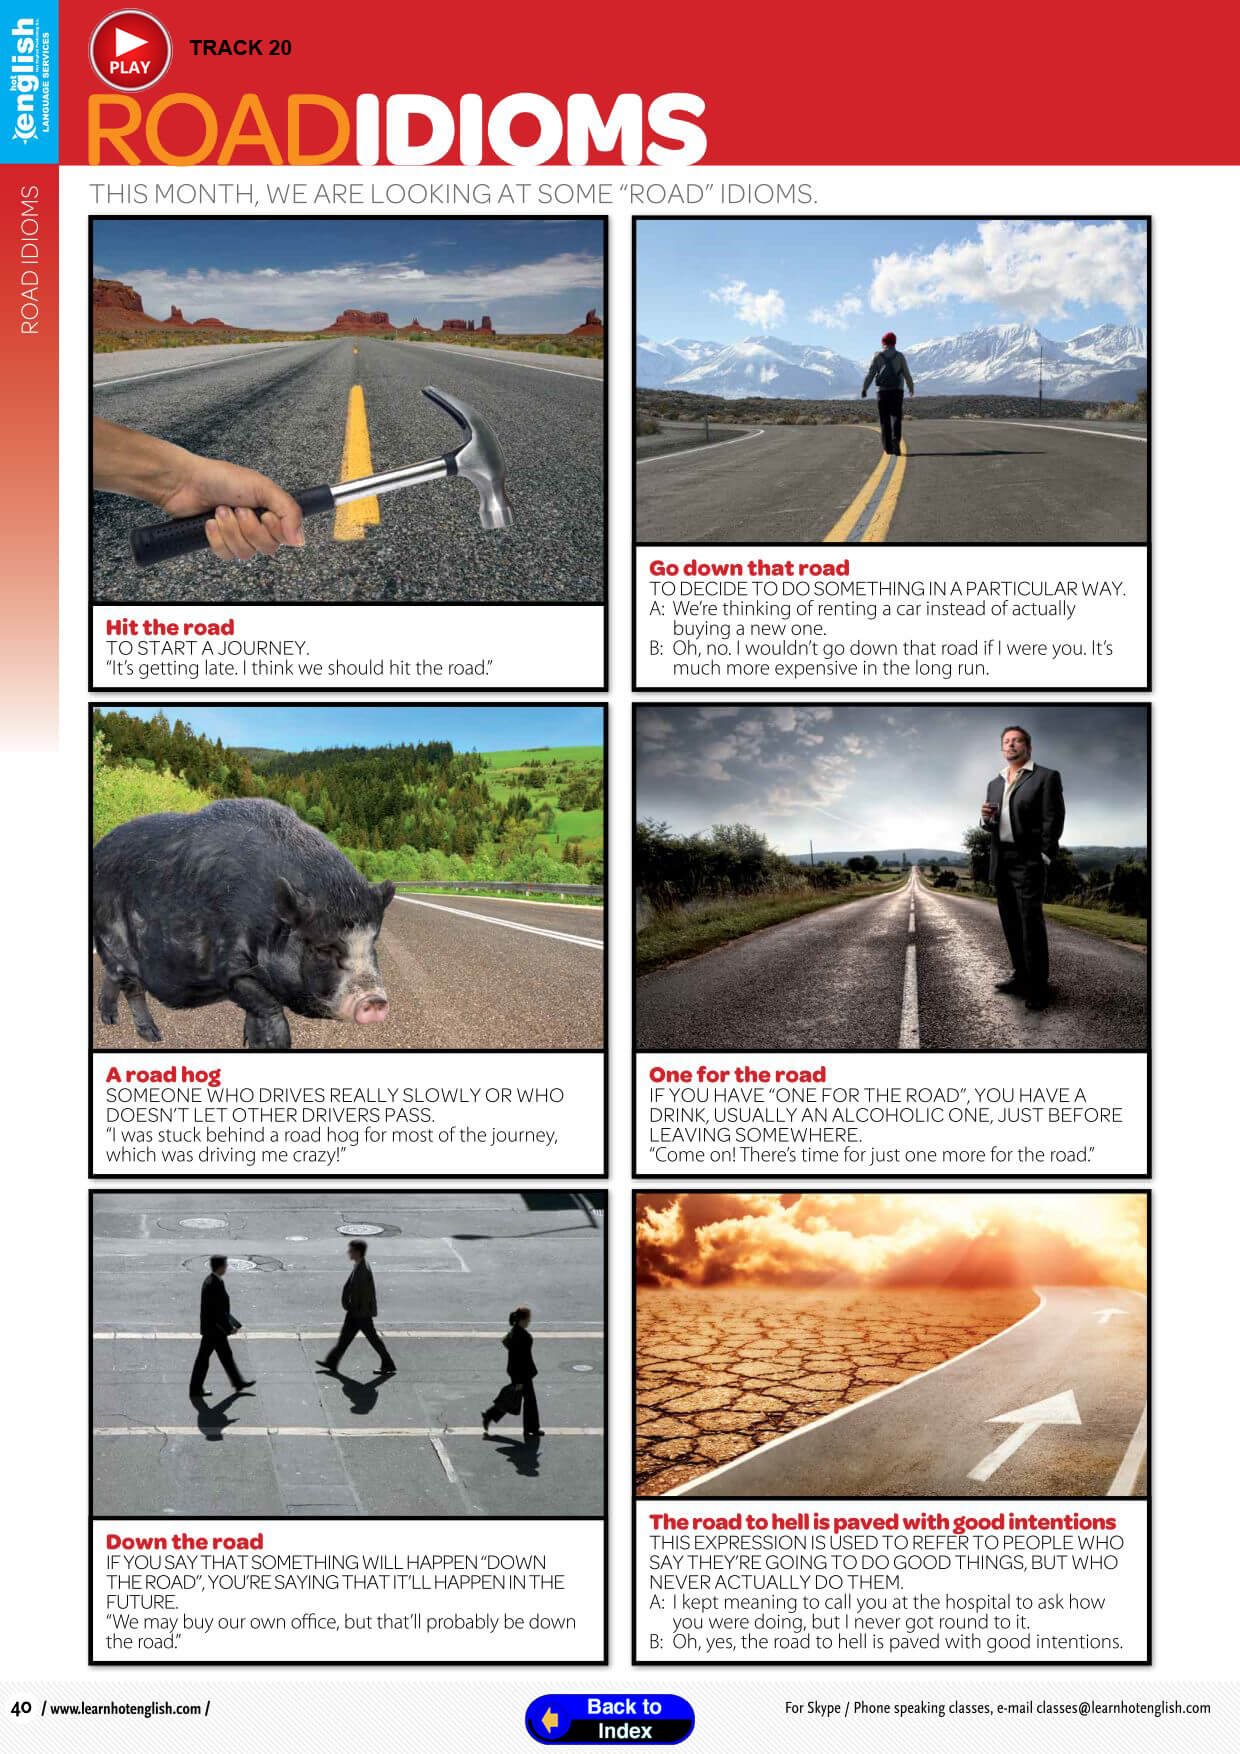 hot
english
LANGUAGE SERVICES
PLAY
TRACK 20
ROADIDIOMS
ROAD IDIOMS
THIS MONTH, WE ARE LOOKING AT SOME “ROAD” IDIOMS.
Hit the road
TO START A JOURNEY.
“It’s getting late. I think we should hit the road.”
Go down that road
TO DECIDE TO DO SOMETHING IN A PARTICULAR WAY.
A: We’re thinking of renting a car instead of actually
buying a new one.
B: Oh, no. I wouldn’t go down that road if I were you. It’s
much more expensive in the long run.
A road hog
SOMEONE WHO DRIVES REALLY SLOWLY OR WHO
DOESN’T LET OTHER DRIVERS PASS.
“I was stuck behind a road hog for most of the journey,
which was driving me crazy!”
One for the road
IF YOU HAVE “ONE FOR THE ROAD”, YOU HAVE A
DRINK, USUALLY AN ALCOHOLIC ONE, JUST BEFORE
LEAVING SOMEWHERE.
“Come on! There’s time for just one more for the road.”
Down the road
IF YOU SAY THAT SOMETHING WILL HAPPEN “DOWN
THE ROAD”, YOU’RE SAYING THAT IT’LL HAPPEN IN THE
FUTURE.
“We may buy our own office, but that’ll probably be down
the road.”
The road to hell is paved with good intentions
THIS EXPRESSION IS USED TO REFER TO PEOPLE WHO
SAY THEY’RE GOING TO DO GOOD THINGS, BUT WHO
NEVER ACTUALLY DO THEM.
A: I kept meaning to call you at the hospital to ask how
you were doing, but I never got round to it.
B: Oh, yes, the road to hell is paved with good intentions.
40 / www.learnhotenglish.com /
Back to
Index
For Skype / Phone speaking classes, e-mail classes@learnhotenglish.com